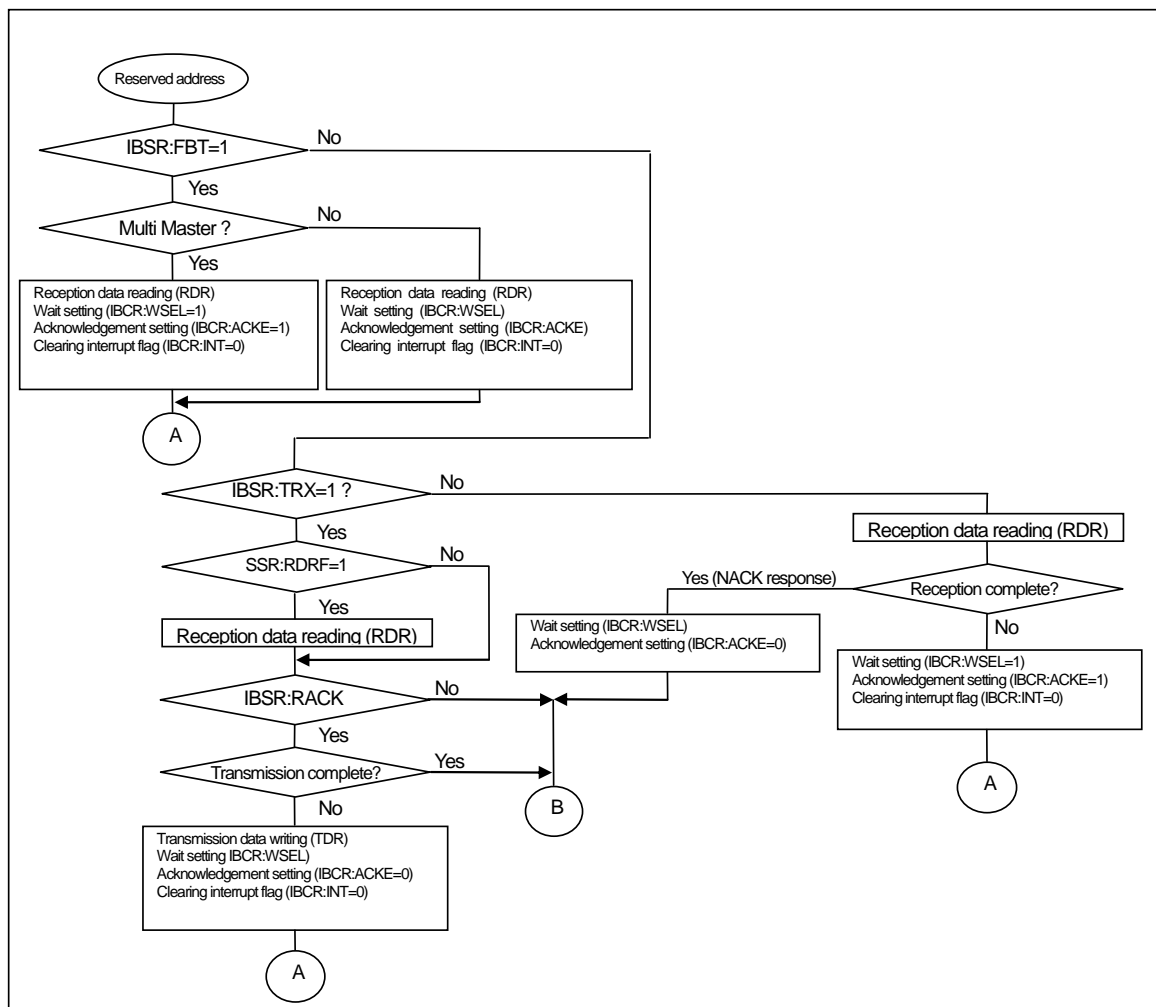 Reserved address
IBSR:FBT=1
No
Yes
Multi Master ?
No
Yes
Reception data reading (RDR)
Wait setting (IBCR:WSEL=1)
Acknowledgement setting (IBCR:ACKE=1)
Clearing interrupt flag (IBCR:INT=0)
Reception data reading (RDR)
Wait setting (IBCR:WSEL)
Acknowledgement setting (IBCR:ACKE)
Clearing interrupt flag (IBCR:INT=0)
A
IBSR:TRX=1 ?
No
Yes
Reception data reading (RDR)
SSR:RDRF=1
No
Yes
Yes (NACK response)
Reception complete?
No
Reception data reading (RDR)
Wait setting (IBCR:WSEL)
Acknowledgement setting (IBCR:ACKE=0)
Wait setting (IBCR:WSEL=1)
Acknowledgement setting (IBCR:ACKE=1)
Clearing interrupt flag (IBCR:INT=0)
IBSR:RACK
No
Yes
Transmission complete?
Yes
No
B
A
Transmission data writing (TDR)
Wait setting IBCR:WSEL)
Acknowledgement setting (IBCR:ACKE=0)
Clearing interrupt flag (IBCR:INT=0)
A